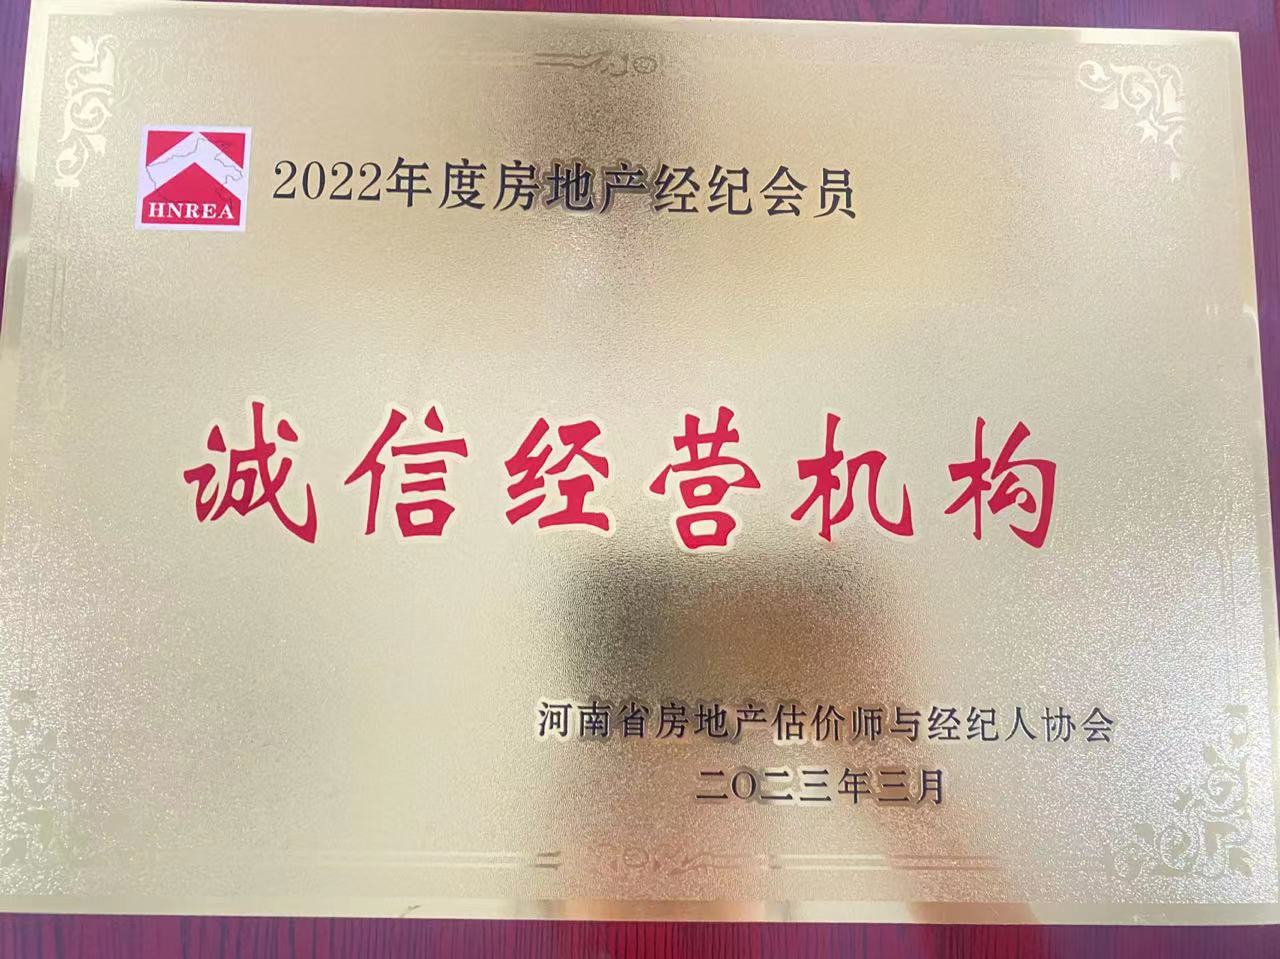 HNREA
2022年度房地产经纪会员
诚信经营机构
河南省房地产估价师与经纪人协会
二〇二三年三月